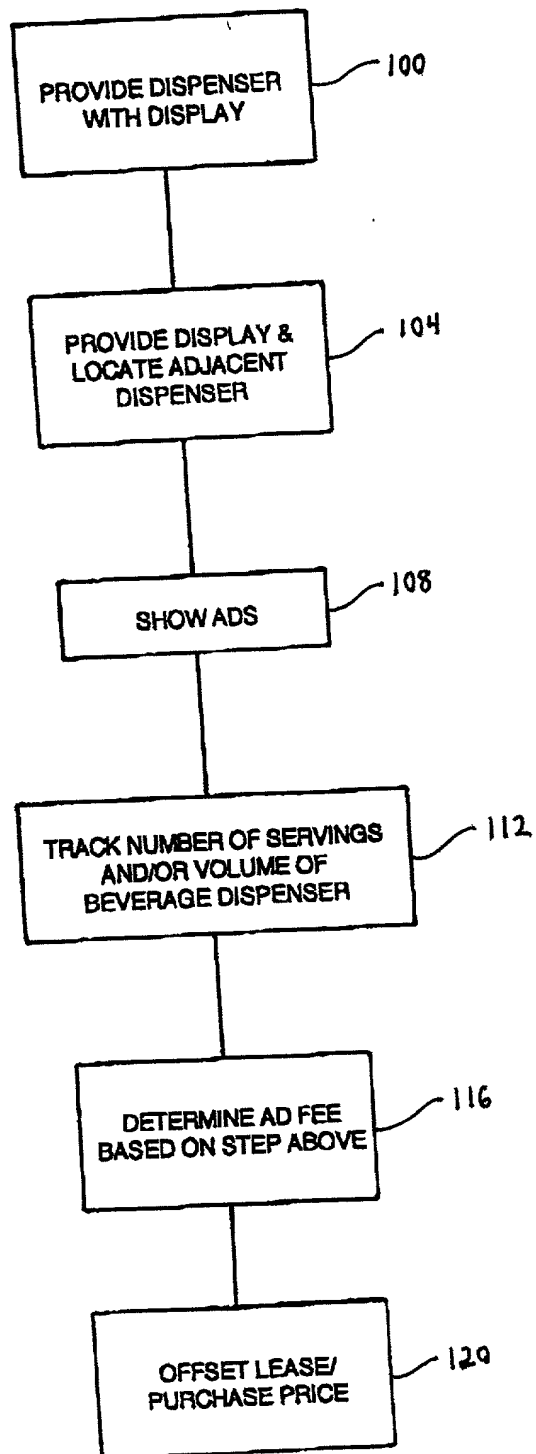 PROVIDE DISPENSER
WITH DISPLAY
100
PROVIDE DISPLAY &
LOCATE ADJACENT
DISPENSER
104
SHOW ADS
108
TRACK NUMBER OF SERVINGS
AND/OR VOLUME OF
BEVERAGE DISPENSER
112
DETERMINE AD FEE
BASED ON STEP ABOVE
116
OFFSET LEASE/
PURCHASE PRICE
120